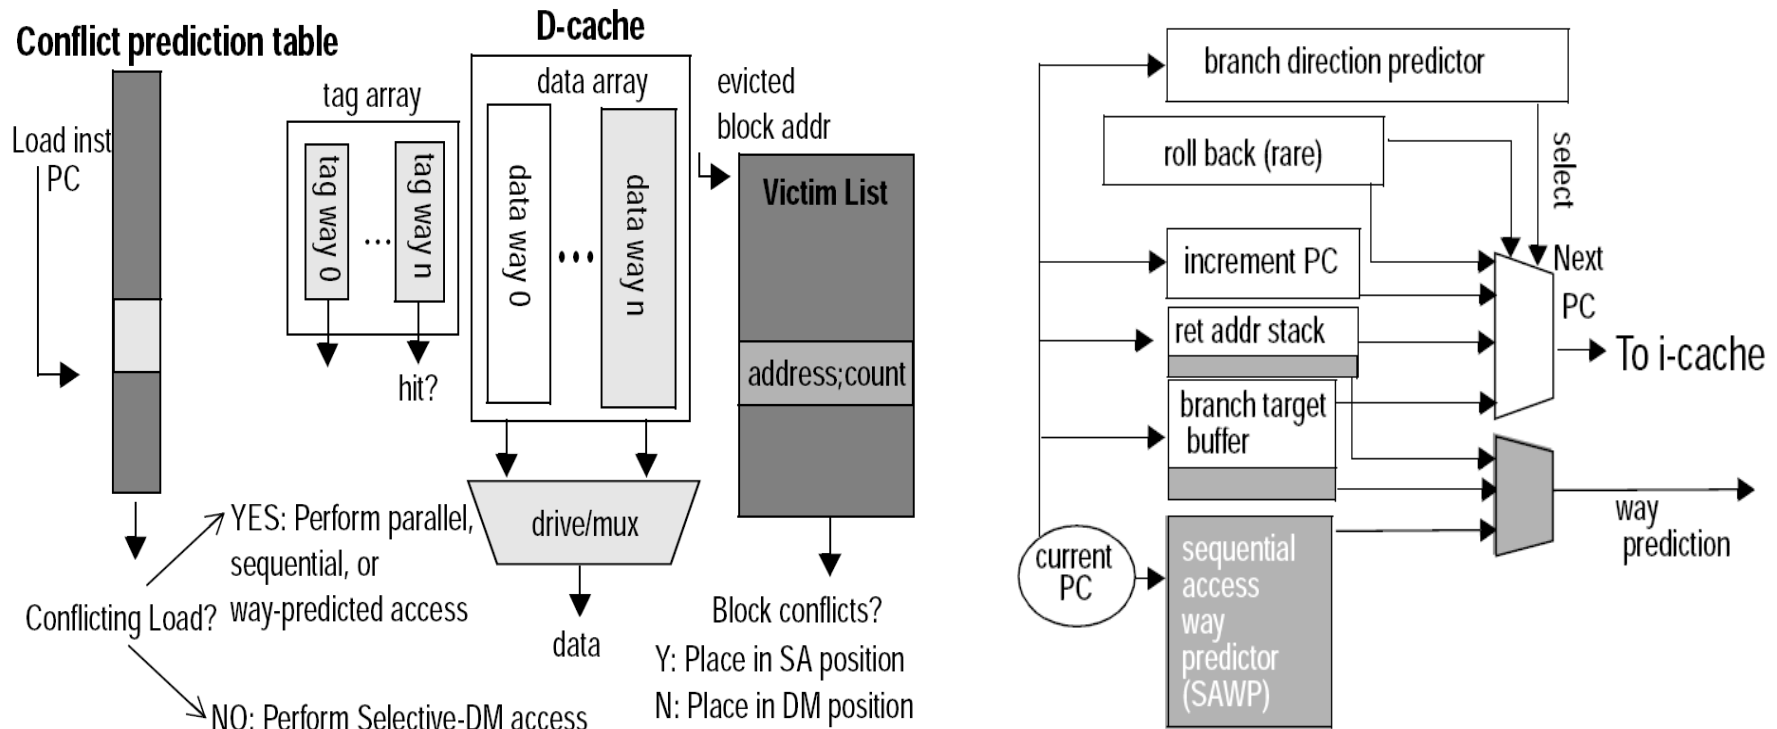 Conflict prediction table
D-cache
Load inst
PC
tag array
tag way 0
...
tag way n
hit?
data array
data way 0
...
data way n
drive/mux
data
evicted
block addr
Victim List
address;count
Block conflicts?
Y: Place in SA position
N: Place in DM position
Conflicting Load?
YES: Perform parallel,
sequential, or
way-predicted access
NO: Perform Selective-DM access
branch direction predictor
roll back (rare)
select
increment PC
Next
PC
ret addr stack
To i-cache
branch target
buffer
current
PC
sequential
access
way
predictor
(SAWP)
way
prediction